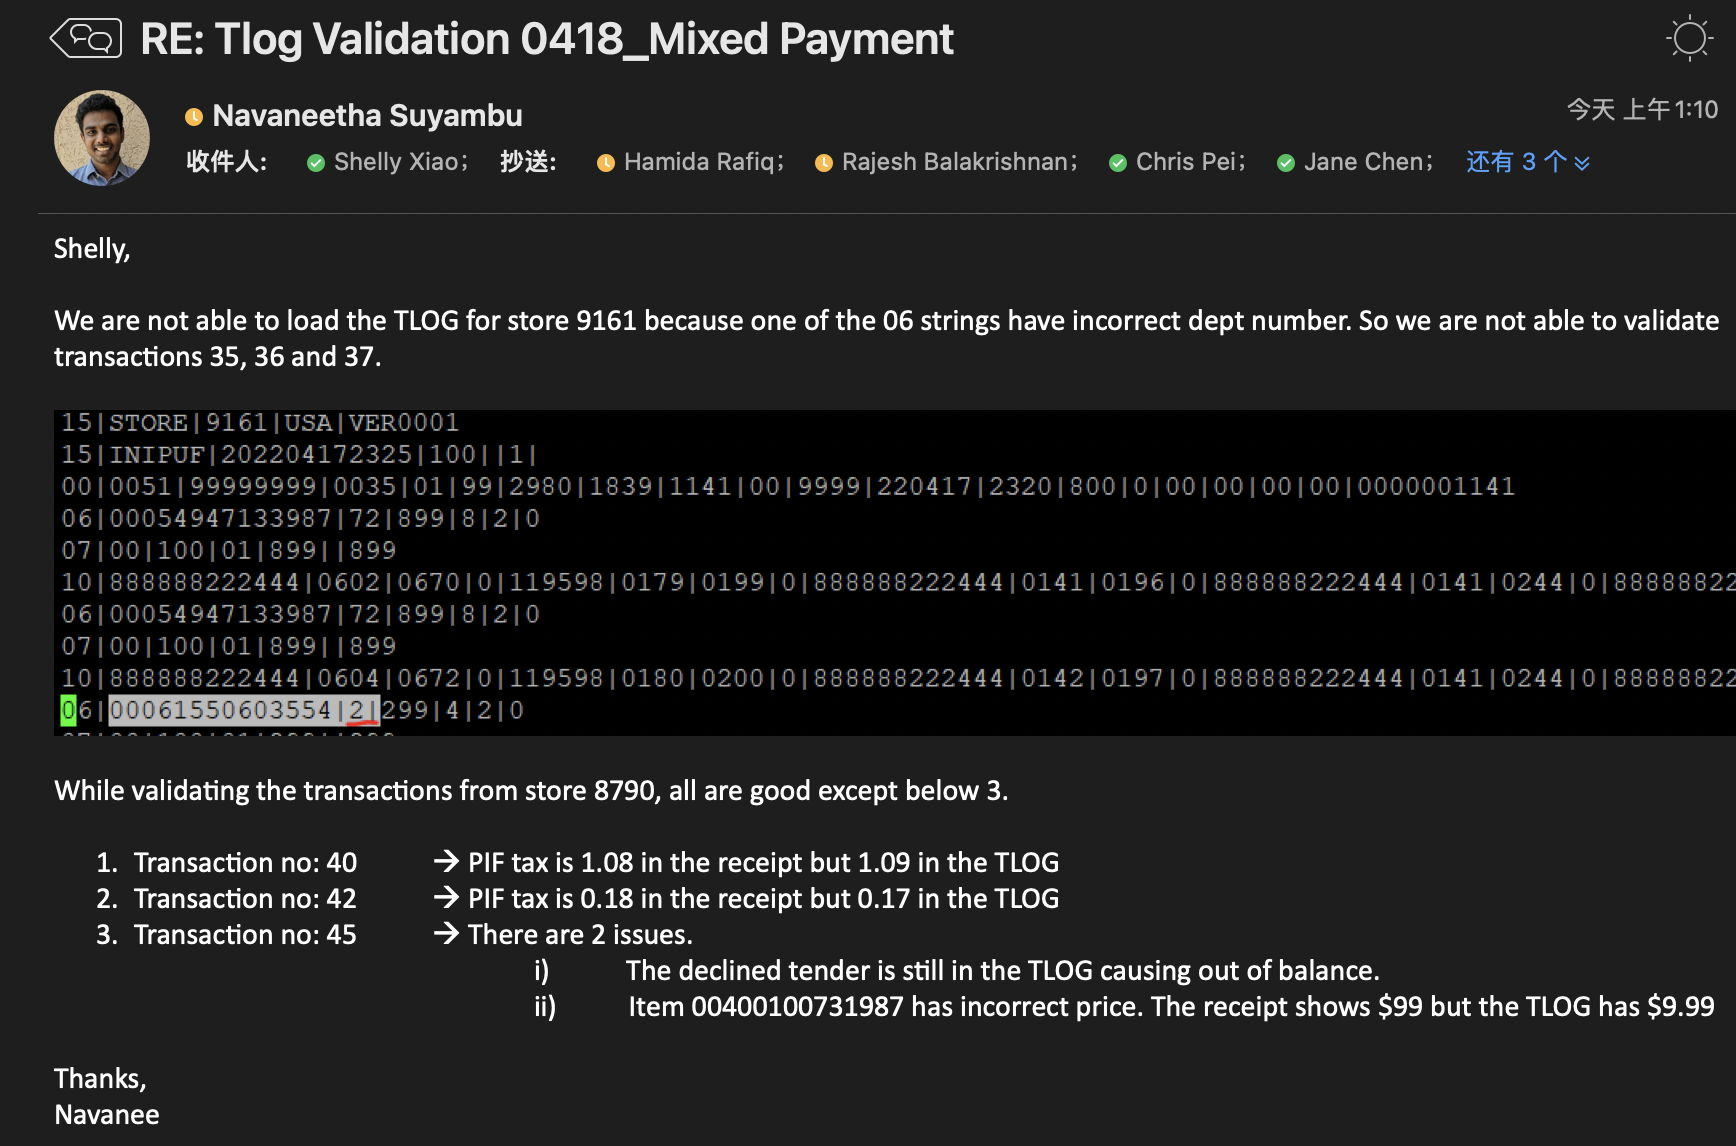 RE: Tlog Validation 0418_Mixed Payment
Navaneetha Suyambu
今天 上午1:10
收件人: Shelly Xiao; 抄送: Hamida Rafiq; Rajesh Balakrishnan; Chris Pei; Jane Chen; 还有 3 个
Shelly,
We are not able to load the TLOG for store 9161 because one of the 06 strings have incorrect dept number. So we are not able to validate
transactions 35, 36 and 37.
15|STORE|9161|USA|VER0001
15|INIPUF|202204172325|100||1|
00|0051|99999999|0035|01|99|2980|1839|1141|00|9999|220417|2320|800|0|00|00|00|00|0000001141
06|00054947133987|72|899|8|2|0
07|00|100|01|899||899
10|888888222444|0602|0670|0|119598|0179|0199|0|888888222444|0141|0196|0|888888222444|0141|0244|0|8888882
06|00054947133987|72|899|8|2|0
07|00|100|01|899||899
10|888888222444|0604|0672|0|119598|0180|0200|0|888888222444|0142|0197|0|888888222444|0141|0244|0|8888882
06|00061550603554|2|299|4|2|0
While validating the transactions from store 8790, all are good except below 3.
1. Transaction no: 40 → PIF tax is 1.08 in the receipt but 1.09 in the TLOG
2. Transaction no: 42 → PIF tax is 0.18 in the receipt but 0.17 in the TLOG
3. Transaction no: 45 → There are 2 issues.
i) The declined tender is still in the TLOG causing out of balance.
ii) Item 00400100731987 has incorrect price. The receipt shows $99 but the TLOG has $9.99
Thanks,
Navanee